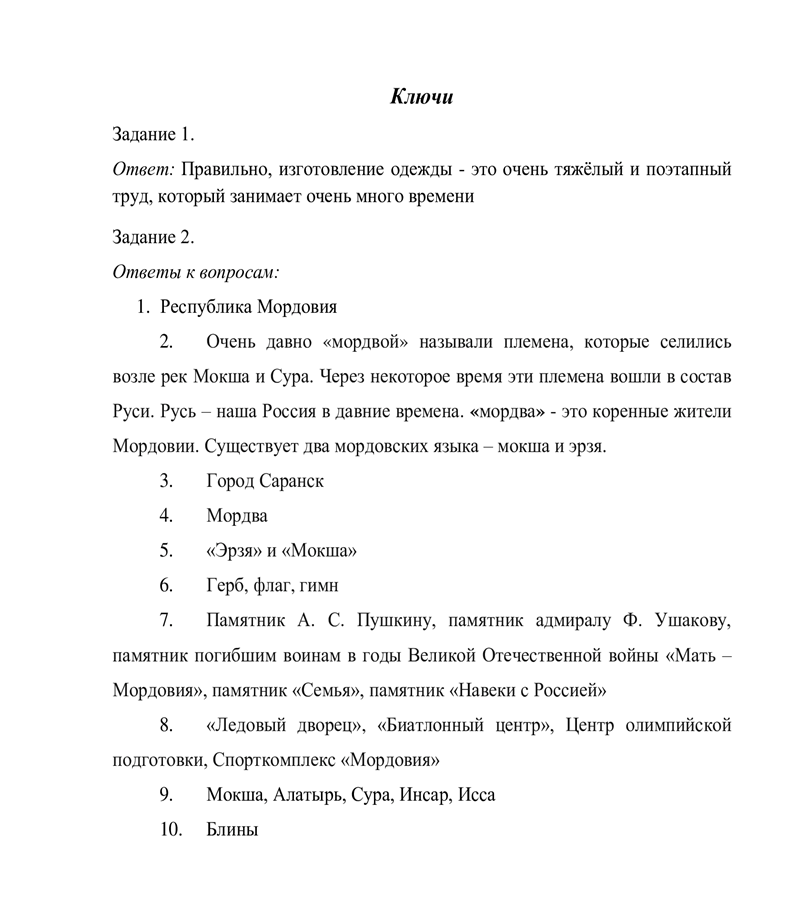 Ключи
Задание 1.
Ответ: Правильно, изготовление одежды - это очень тяжёлый и поэтапный
труд, который занимает очень много времени
Задание 2.
Ответы к вопросам:
1. Республика Мордовия
2. Очень давно «мордвой» называли племена, которые селились
возле рек Мокша и Сура. Через некоторое время эти племена вошли в состав
Руси. Русь – наша Россия в давние времена. «мордва» - это коренные жители
Мордовии. Существует два мордовских языка – мокша и эрзя.
3. Город Саранск
4. Мордва
5. «Эрзя» и «Мокша»
6. Герб, флаг, гимн
7. Памятник А. С. Пушкину, памятник адмиралу Ф. Ушакову,
памятник погибшим воинам в годы Великой Отечественной войны «Мать –
Мордовия», памятник «Семья», памятник «Навеки с Россией»
8. «Ледовый дворец», «Биатлонный центр», Центр олимпийской
подготовки, Спорткомплекс «Мордовия»
9. Мокша, Алатырь, Сура, Инсар, Исса
10. Блины